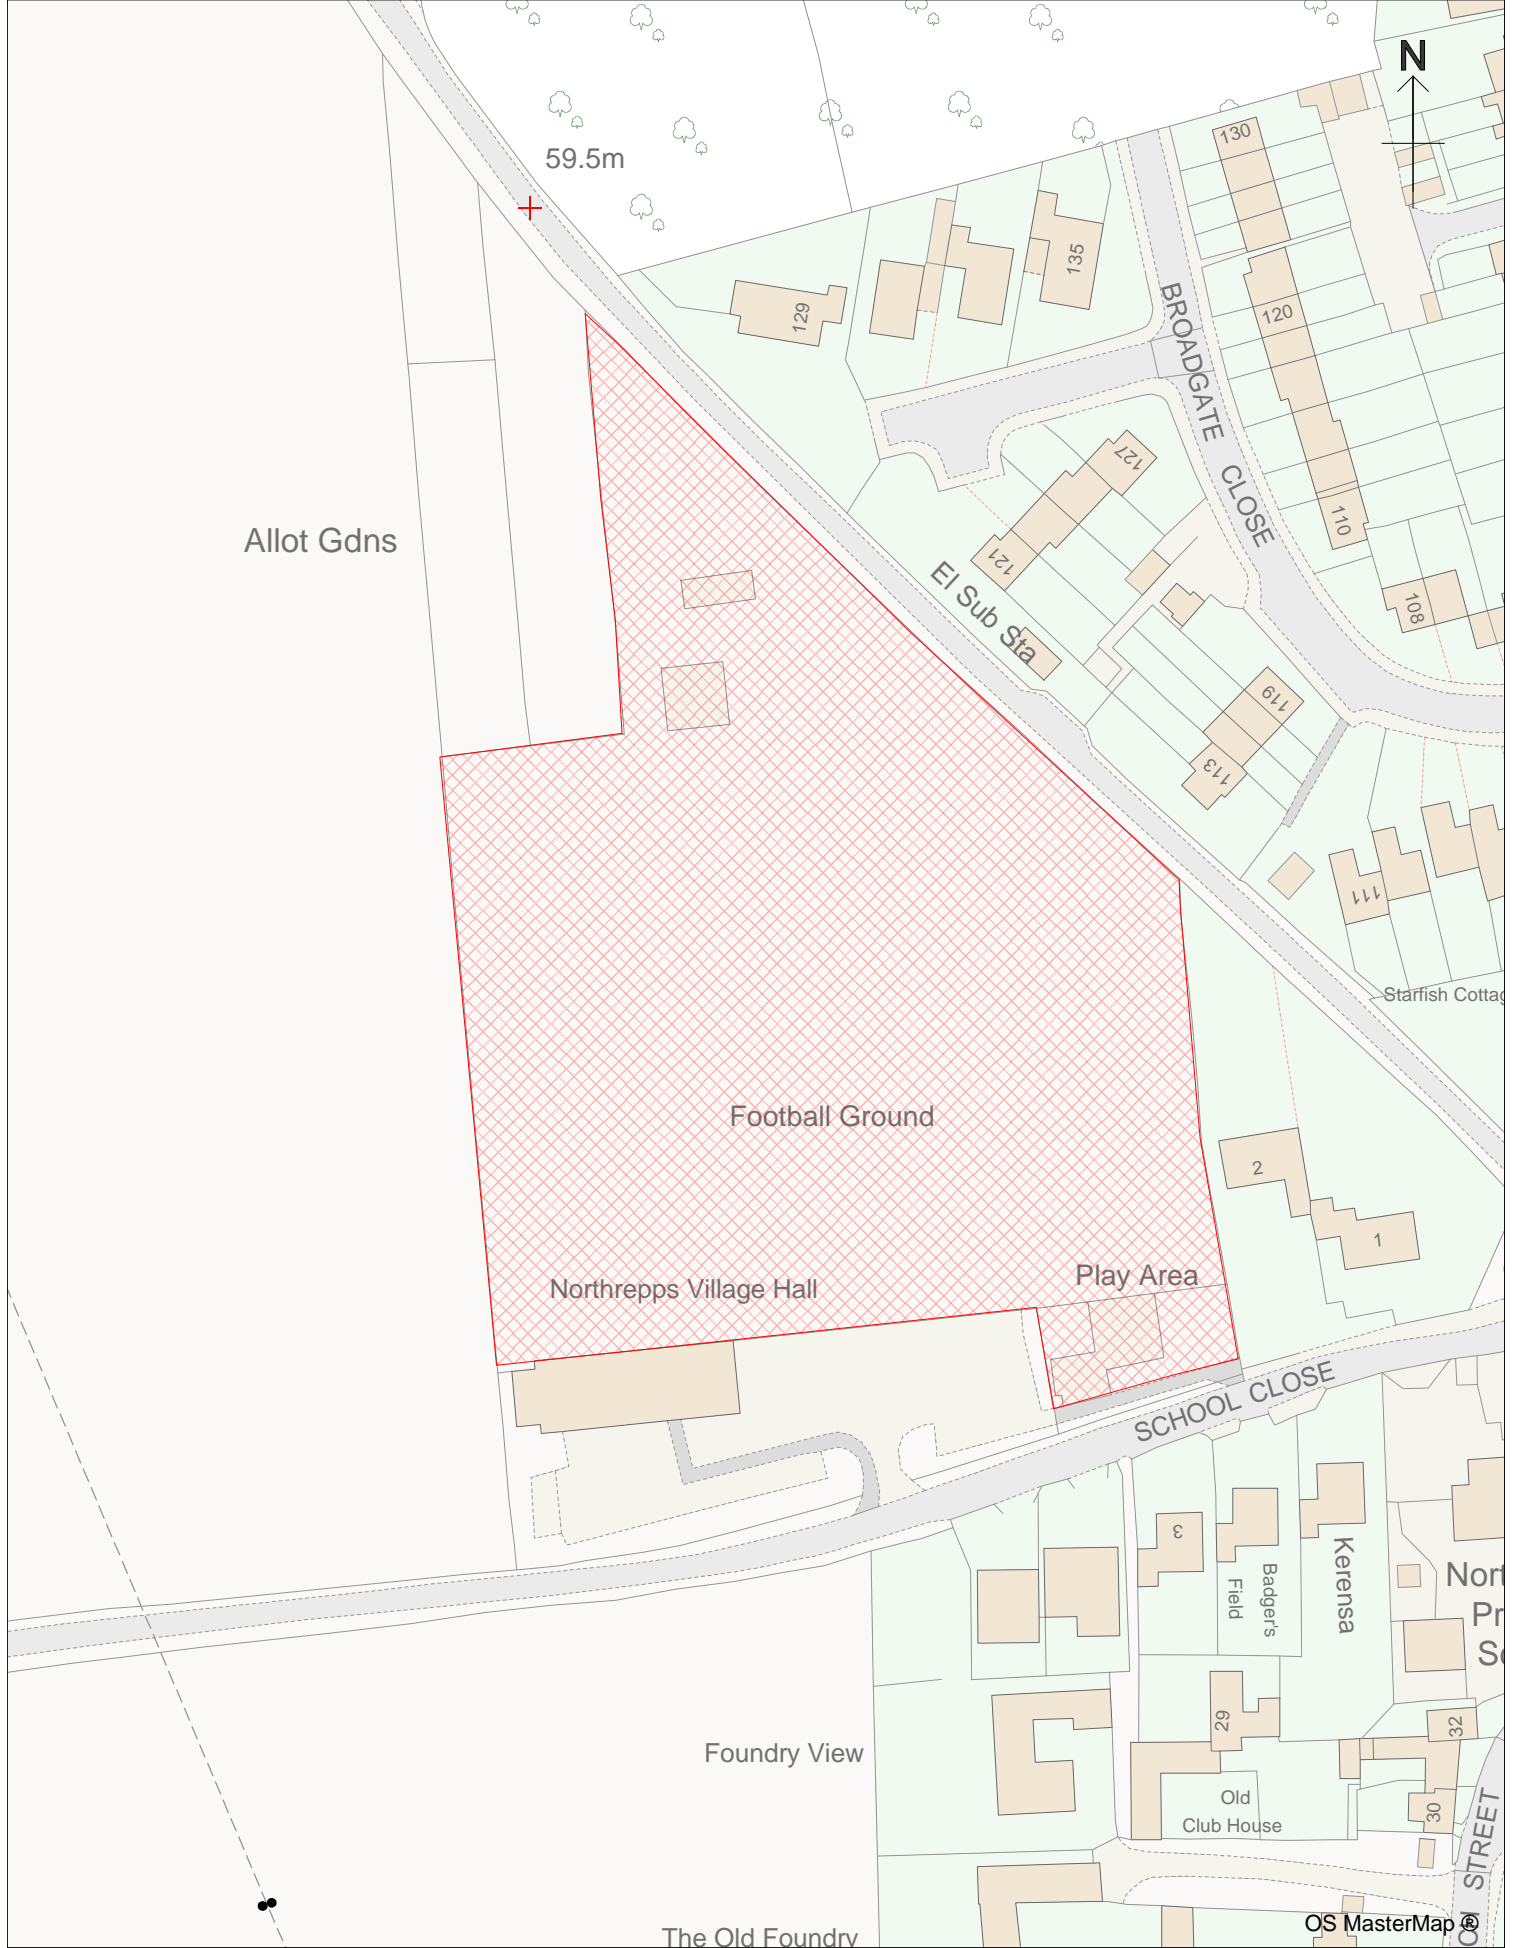 N
130
59.5m
135
129
120
BROADGATE CLOSE
127
110
Allot Gdns
121
El Sub Sta
108
119
113
111
Starfish Cottag
Football Ground
2
1
Play Area
Northrepps Village Hall
SCHOOL CLOSE
3
Field
Badger's
Kerensa
Nort
Pr
Sc
29
32
Foundry View
Old
Club House
30
STREET
OS MasterMap ®
The Old Foundry